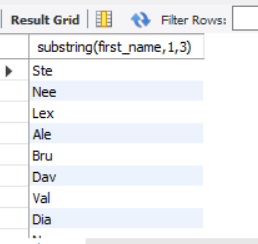 Result Grid Filter Rows:
substring(first_name,1,3)
Ste
Nee
Lex
Ale
Bru
Dav
Val
Dia